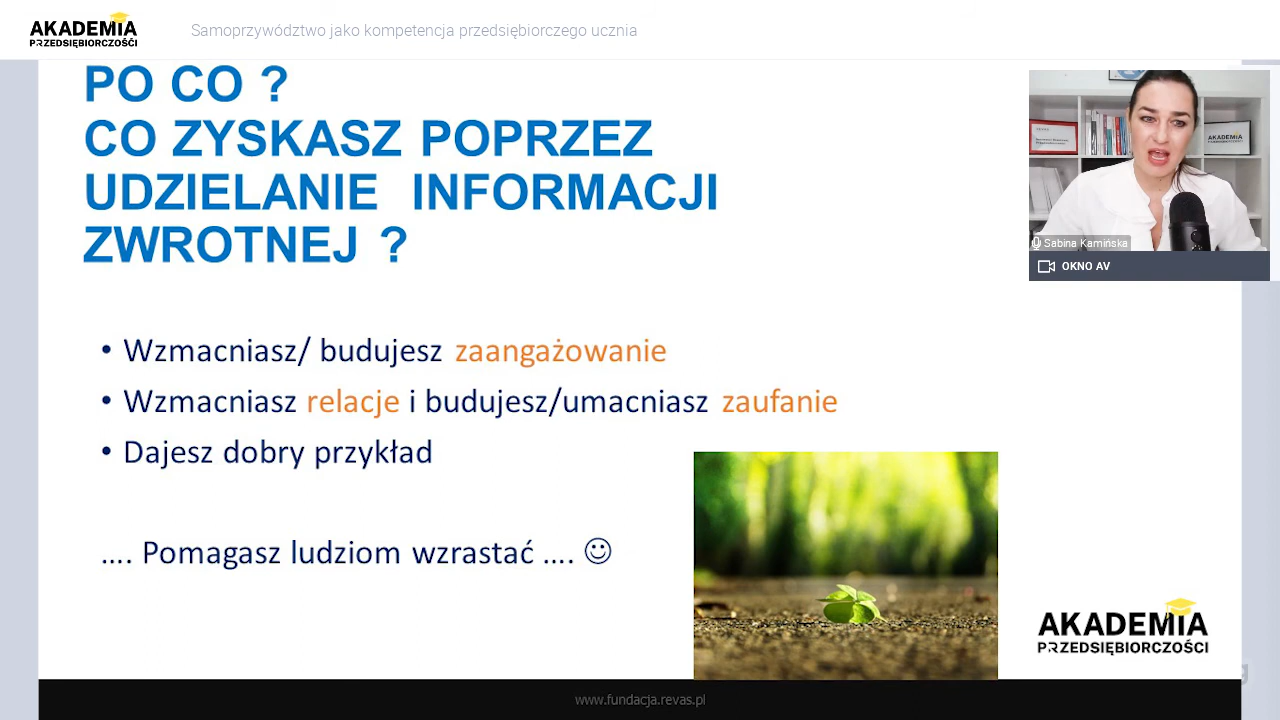 AKADEMIA
PRZEDSIĘBIORCZOŚCI
Samoprzywództwo jako kompetencja przedsiębiorczego ucznia
PO CO ?
CO ZYSKASZ POPRZEZ
UDZIELANIE INFORMACJI
ZWROTNEJ ?
• Wzmacniasz/ budujesz zaangażowanie
• Wzmacniasz relacje i budujesz/umacniasz zaufanie
• Dajesz dobry przykład
.... Pomagasz ludziom wzrastać .... ☺
AKADEMIA
PRZEDSIĘBIORCZOŚCI
Sabina Kamińska
OKNO AV
AKADEMIA
PRZEDSIĘBIORCZOŚCI
www.fundacja.revas.pl